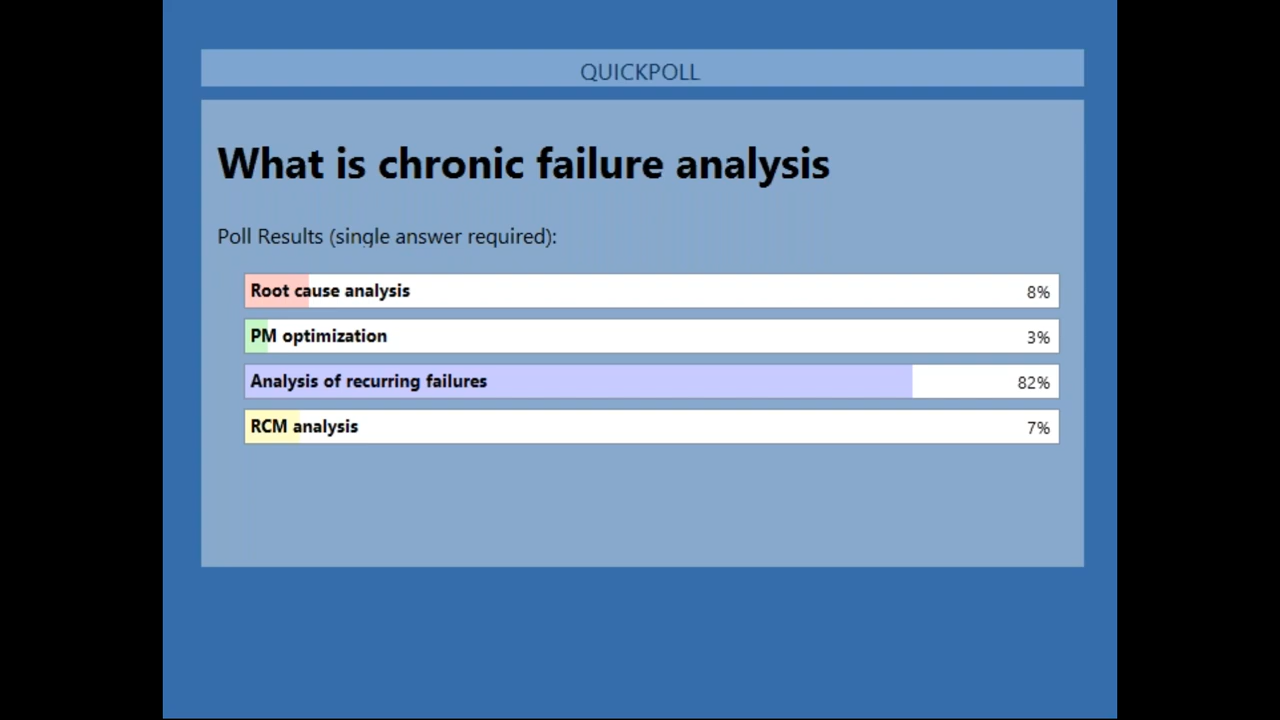 QUICKPOLL
What is chronic failure analysis
Poll Results (single answer required):
Root cause analysis 8%
PM optimization 3%
Analysis of recurring failures 82%
RCM analysis 7%